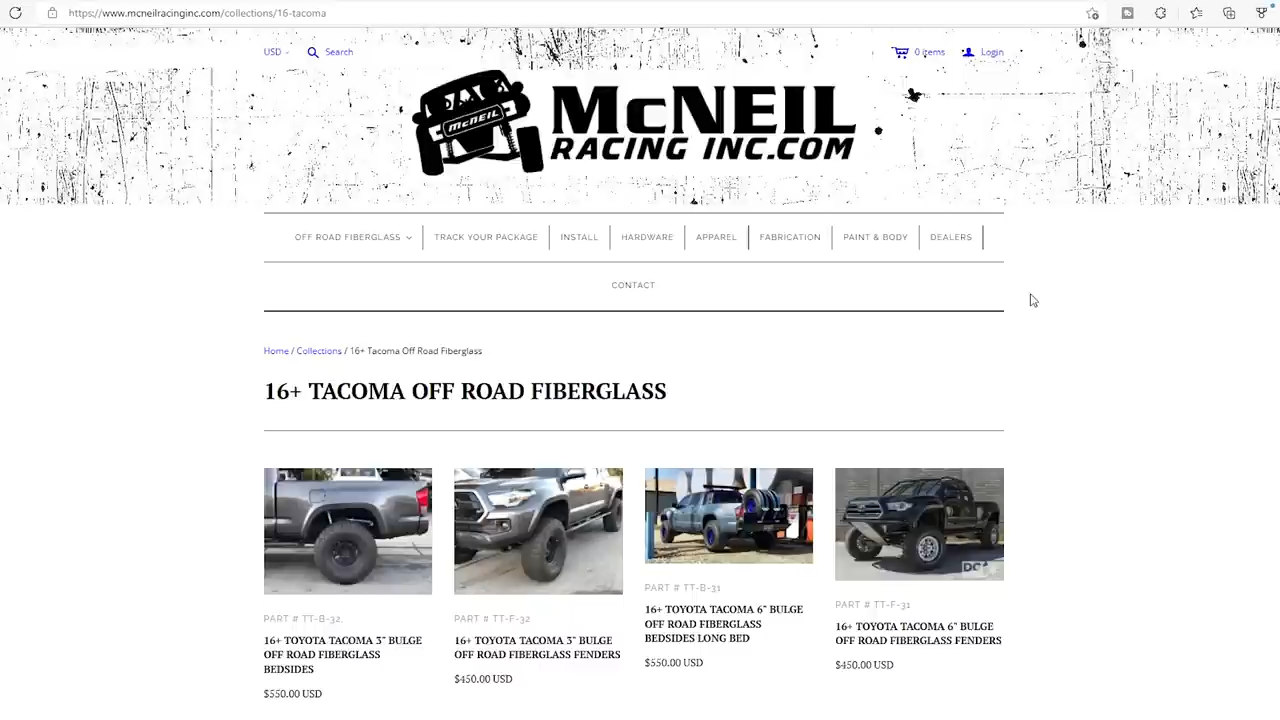 https://www.mcneilracinginc.com/collections/16-tacoma
USD
Search
0 items
Login
McNEIL
McNEIL
RACING INC.COM
OFF ROAD FIBERGLASS
TRACK YOUR PACKAGE
INSTALL
HARDWARE
APPAREL
FABRICATION
PAINT & BODY
DEALERS
CONTACT
Home / Collections / 16+ Tacoma Off Road Fiberglass
16+ TACOMA OFF ROAD FIBERGLASS
PART # TT-B-32,
16+ TOYOTA TACOMA 3" BULGE
OFF ROAD FIBERGLASS
BEDSIDES
$550.00 USD
PART # TT-F-32
16+ TOYOTA TACOMA 3" BULGE
OFF ROAD FIBERGLASS FENDERS
$450.00 USD
PART # TT-B-31
16+ TOYOTA TACOMA 6" BULGE
OFF ROAD FIBERGLASS
BEDSIDES LONG BED
$550.00 USD
PART # TT-F-31
16+ TOYOTA TACOMA 6" BULGE
OFF ROAD FIBERGLASS FENDERS
$450.00 USD